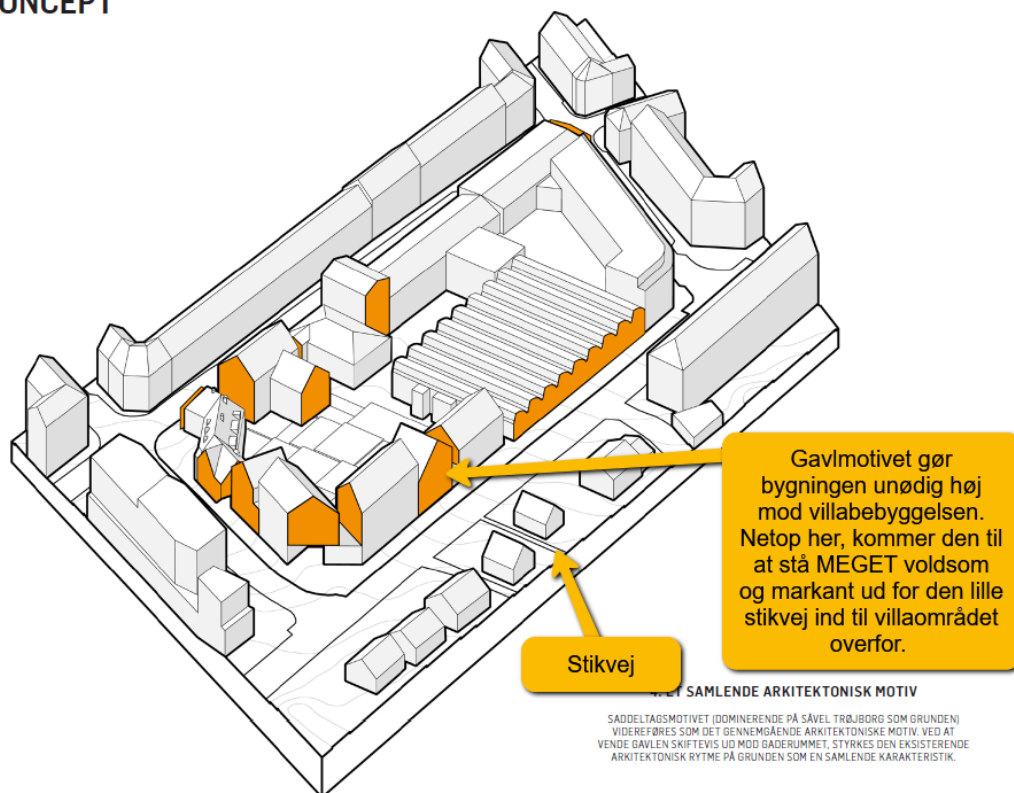 ONCEPT
Gavlmotivet gør
bygningen unødig høj
mod villabebyggelsen.
Netop her, kommer den til
at stå MEGET voldsom
og markant ud for den lille
stikvej ind til villaområdet
overfor.
Stikvej
4. ET SAMLENDE ARKITEKTONISK MOTIV
SADDELTAGSMOTIVET (DOMINERENDE PÅ SÅVEL TRØJBORG SOM GRUNDEN)
VIDEREFØRES SOM DET GENNEMGÅENDE ARKITEKTONISKE MOTIV. VED AT
VENDE GAVLEN SKIFTEVIS UD MOD GADERUMMET, STYRKES DEN EKSISTERENDE
ARKITEKTONISK RYTME PÅ GRUNDEN SOM EN SAMLENDE KARAKTERISTIK.